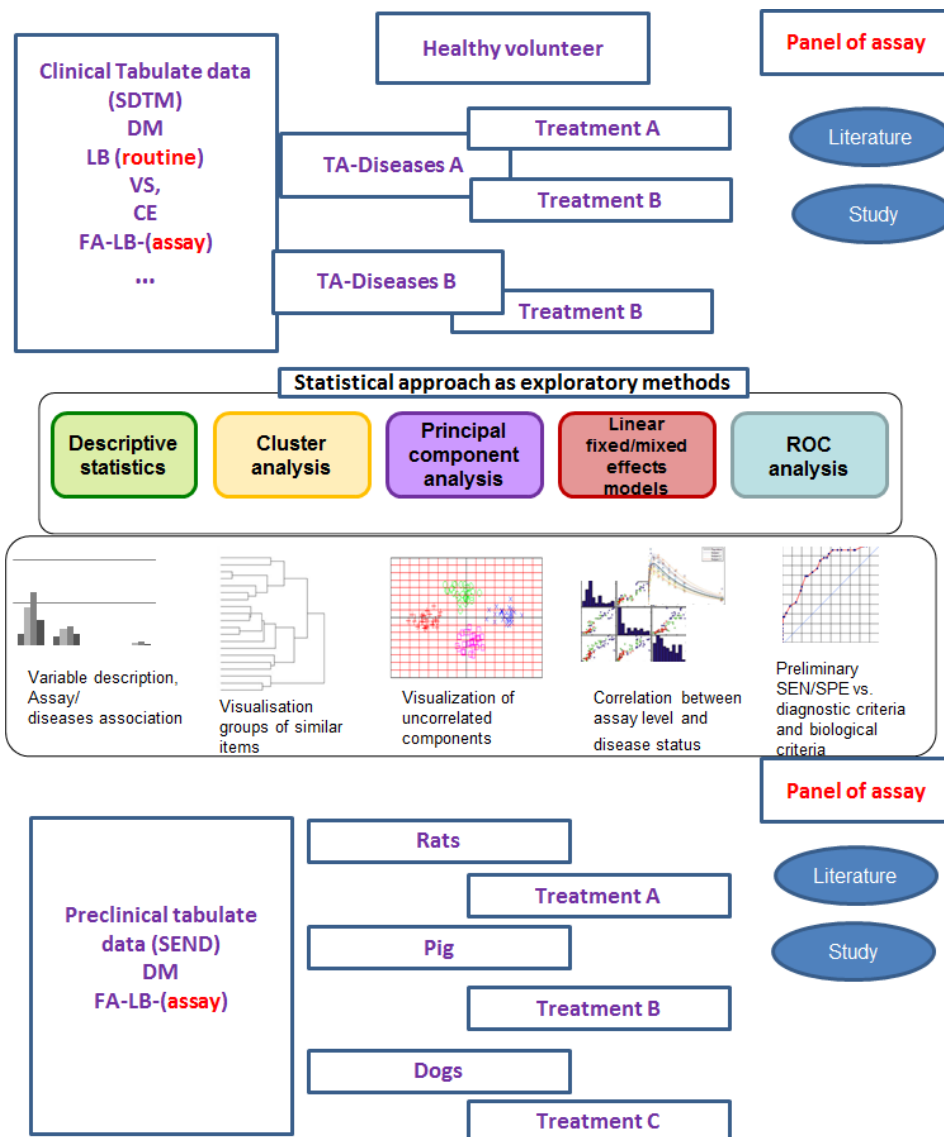 Healthy volunteer
Panel of assay
Clinical Tabulate data
(SDTM)
DM
LB (routine)
VS,
CE
FA-LB-(assay)
...
Treatment A
TA-Diseases A
Treatment B
TA-Diseases B
Treatment B
Literature
Study
Statistical approach as exploratory methods
Descriptive
statistics
Cluster
analysis
Principal
component
analysis
Linear
fixed/mixed
effects
models
ROC
analysis
Variable description,
Assay/
diseases association
Visualisation
groups of similar
items
Visualization of
uncorrelated
components
Correlation between
assay level and
disease status
Preliminary
SEN/SPE vs.
diagnostic criteria
and biological
criteria
Panel of assay
Literature
Study
Preclinical tabulate
data (SEND)
DM
FA-LB-(assay)
Rats
Treatment A
Pig
Treatment B
Dogs
Treatment C